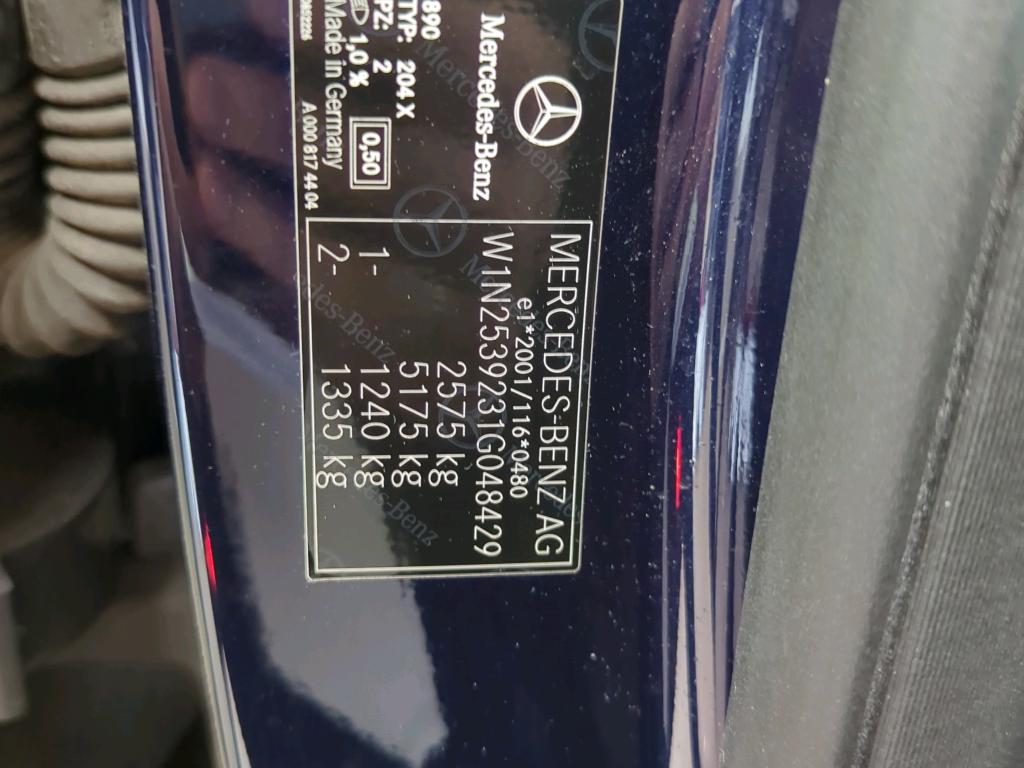 Mercedes-Benz
890
TYP: 204 X
PZ: 2
1,0 %
0,50
Made in Germany
A 000 817 44 04
MERCEDES-BENZ AG
e1*2001/116*0480
W1N2539231G048429
2575 kg
5175 kg
1- 1240 kg
2- 1335 kg